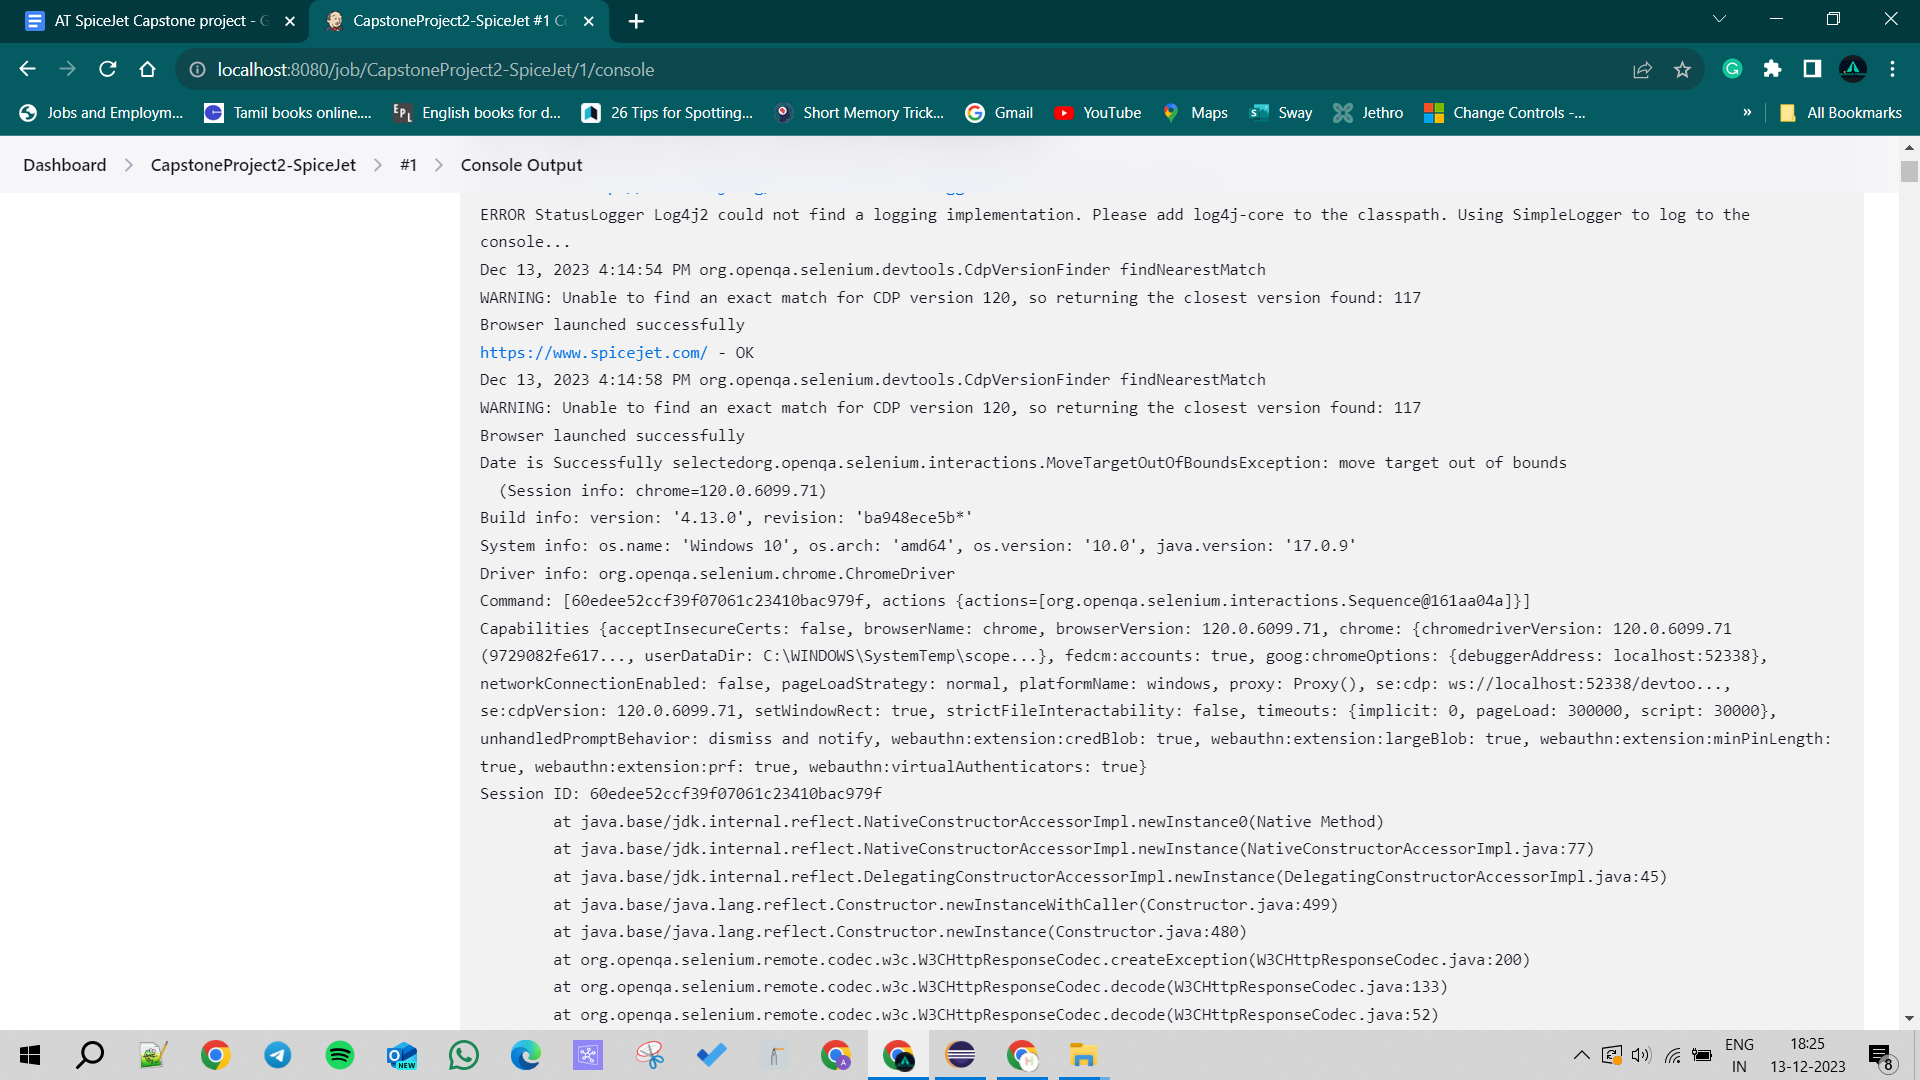 AT SpiceJet Capstone project - G
CapstoneProject2-SpiceJet #1 Co
localhost:8080/job/CapstoneProject2-SpiceJet/1/console
Jobs and Employm...
Tamil books online....
English books for d...
26 Tips for Spotting...
Short Memory Trick...
Gmail
YouTube
Maps
Sway
Jethro
Change Controls -...
»
All Bookmarks
Dashboard
CapstoneProject2-SpiceJet
#1
Console Output
ERROR StatusLogger Log4j2 could not find a logging implementation. Please add log4j-core to the classpath. Using SimpleLogger to log to the
console...
Dec 13, 2023 4:14:54 PM org.openqa.selenium.devtools.CdpVersionFinder findNearestMatch
WARNING: Unable to find an exact match for CDP version 120, so returning the closest version found: 117
Browser launched successfully
https://www.spicejet.com/ - OK
Dec 13, 2023 4:14:58 PM org.openqa.selenium.devtools.CdpVersionFinder findNearestMatch
WARNING: Unable to find an exact match for CDP version 120, so returning the closest version found: 117
Browser launched successfully
Date is Successfully selectedorg.openqa.selenium.interactions.MoveTargetOutOfBoundsException: move target out of bounds
(Session info: chrome=120.0.6099.71)
Build info: version: '4.13.0', revision: 'ba948ece5b*'
System info: os.name: 'Windows 10', os.arch: 'amd64', os.version: '10.0', java.version: '17.0.9'
Driver info: org.openqa.selenium.chrome.ChromeDriver
Command: [60edee52ccf39f07061c23410bac979f, actions {actions=[org.openqa.selenium.interactions.Sequence@161aa04a]}]
Capabilities {acceptInsecureCerts: false, browserName: chrome, browserVersion: 120.0.6099.71, chrome: {chromedriverVersion: 120.0.6099.71
(9729082fe617..., userDataDir: C:\WINDOWS\SystemTemp\scope...}, fedcm:accounts: true, goog:chromeOptions: {debuggerAddress: localhost:52338},
networkConnectionEnabled: false, pageLoadStrategy: normal, platformName: windows, proxy: Proxy(), se:cdp: ws://localhost:52338/devtoo...,
se:cdpVersion: 120.0.6099.71, setWindowRect: true, strictFileInteractability: false, timeouts: {implicit: 0, pageLoad: 300000, script: 30000},
unhandledPromptBehavior: dismiss and notify, webauthn:extension:credBlob: true, webauthn:extension:largeBlob: true, webauthn:extension:minPinLength:
true, webauthn:extension:prf: true, webauthn:virtualAuthenticators: true}
Session ID: 60edee52ccf39f07061c23410bac979f
at java.base/jdk.internal.reflect.NativeConstructorAccessorImpl.newInstance0(Native Method)
at java.base/jdk.internal.reflect.NativeConstructorAccessorImpl.newInstance(NativeConstructorAccessorImpl.java:77)
at java.base/jdk.internal.reflect.DelegatingConstructorAccessorImpl.newInstance(DelegatingConstructorAccessorImpl.java:45)
at java.base/java.lang.reflect.Constructor.newInstanceWithCaller(Constructor.java:499)
at java.base/java.lang.reflect.Constructor.newInstance(Constructor.java:480)
at org.openqa.selenium.remote.codec.w3c.W3CHttpResponseCodec.createException(W3CHttpResponseCodec.java:200)
at org.openqa.selenium.remote.codec.w3c.W3CHttpResponseCodec.decode(W3CHttpResponseCodec.java:133)
at org.openqa.selenium.remote.codec.w3c.W3CHttpResponseCodec.decode(W3CHttpResponseCodec.java:52)
ENG
IN
18:25
13-12-2023
8